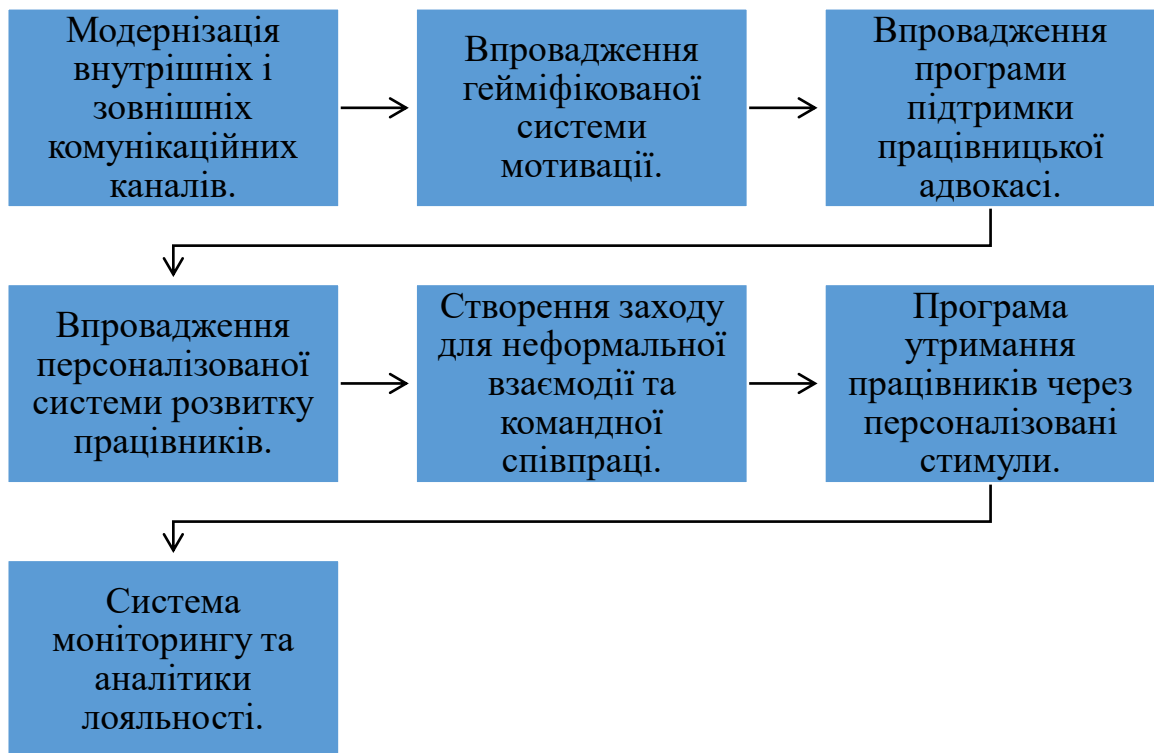 Модернізація
внутрішніх і
зовнішніх
комунікаційних
каналів.
Впровадження
гейміфікованої
системи
мотивації.
Впровадження
програми
підтримки
працівницької
адвокасі.
Впровадження
персоналізованої
системи розвитку
працівників.
Створення заходу
для неформальної
взаємодії та
командної
співпраці.
Програма
утримання
працівників через
персоналізовані
стимули.
Система
моніторингу та
аналітики
лояльності.